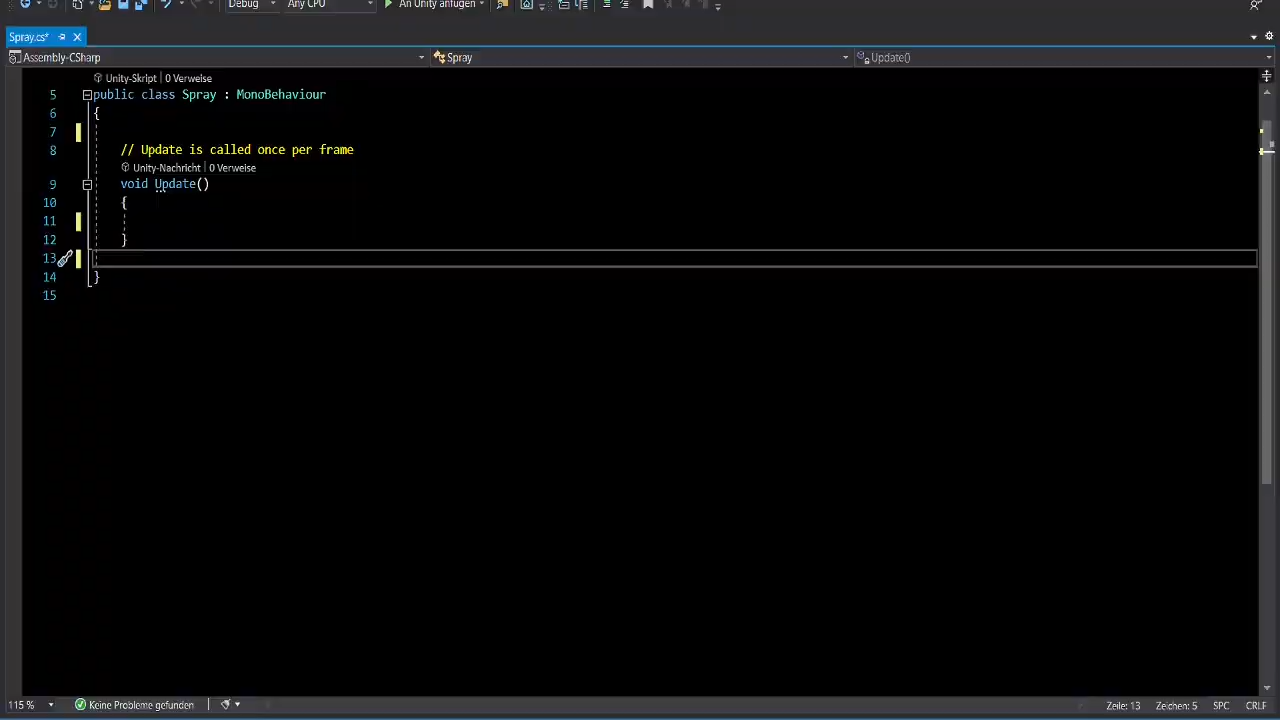 Debug Any CPU An Unity anfügen
Spray.cs*
Assembly-CSharp Spray Update()
Unity-Skript | 0 Verweise
5 public class Spray : MonoBehaviour
6 {
7
8 // Update is called once per frame
Unity-Nachricht | 0 Verweise
9 void Update()
10 {
11
12 }
13
14 }
15
115 % Keine Probleme gefunden Zeile: 13 Zeichen: 5 SPC CRLF